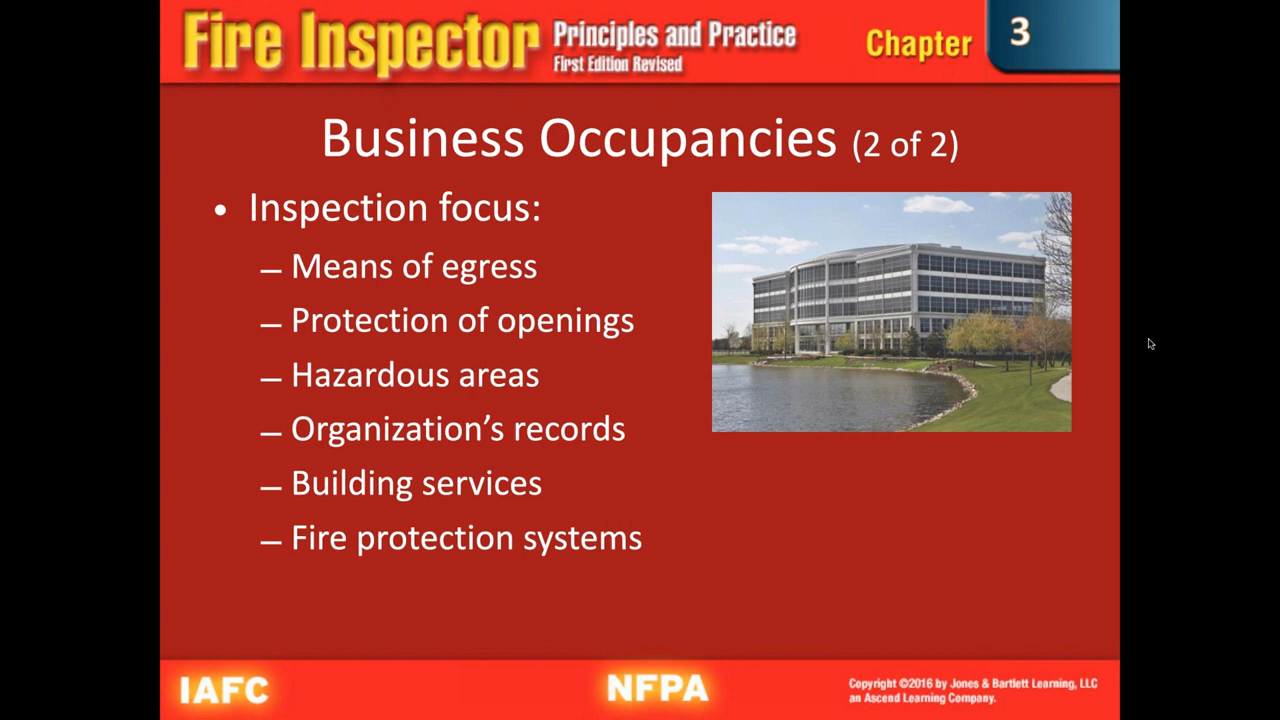 Fire Inspector Principles and Practice
First Edition Revised
Chapter 3
Business Occupancies (2 of 2)
• Inspection focus:
– Means of egress
– Protection of openings
– Hazardous areas
– Organization’s records
– Building services
– Fire protection systems
IAFC
NFPA
Copyright ©2016 by Jones & Bartlett Learning, LLC
an Ascend Learning Company.